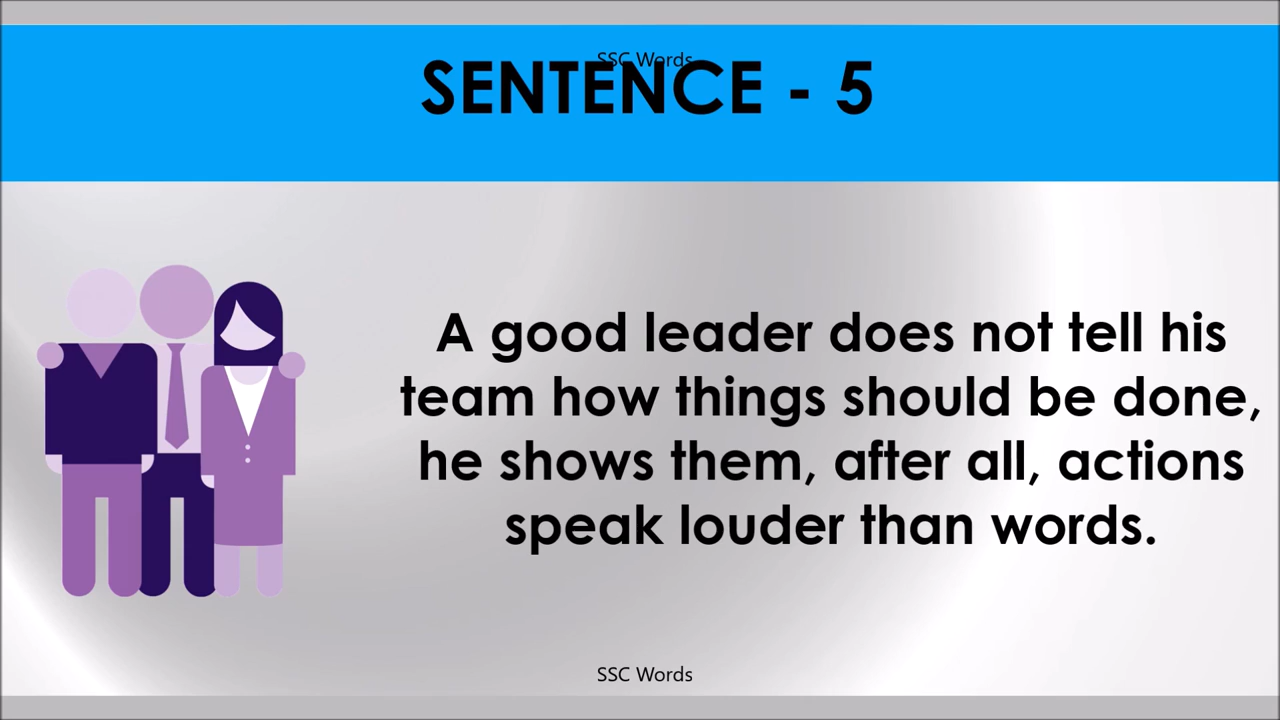 SSC Words
SENTENCE - 5
A good leader does not tell his
team how things should be done,
he shows them, after all, actions
speak louder than words.
SSC Words